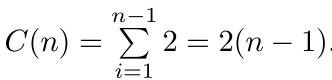 C(n) = \sum_{i=1}^{n-1} 2 = 2(n − 1).